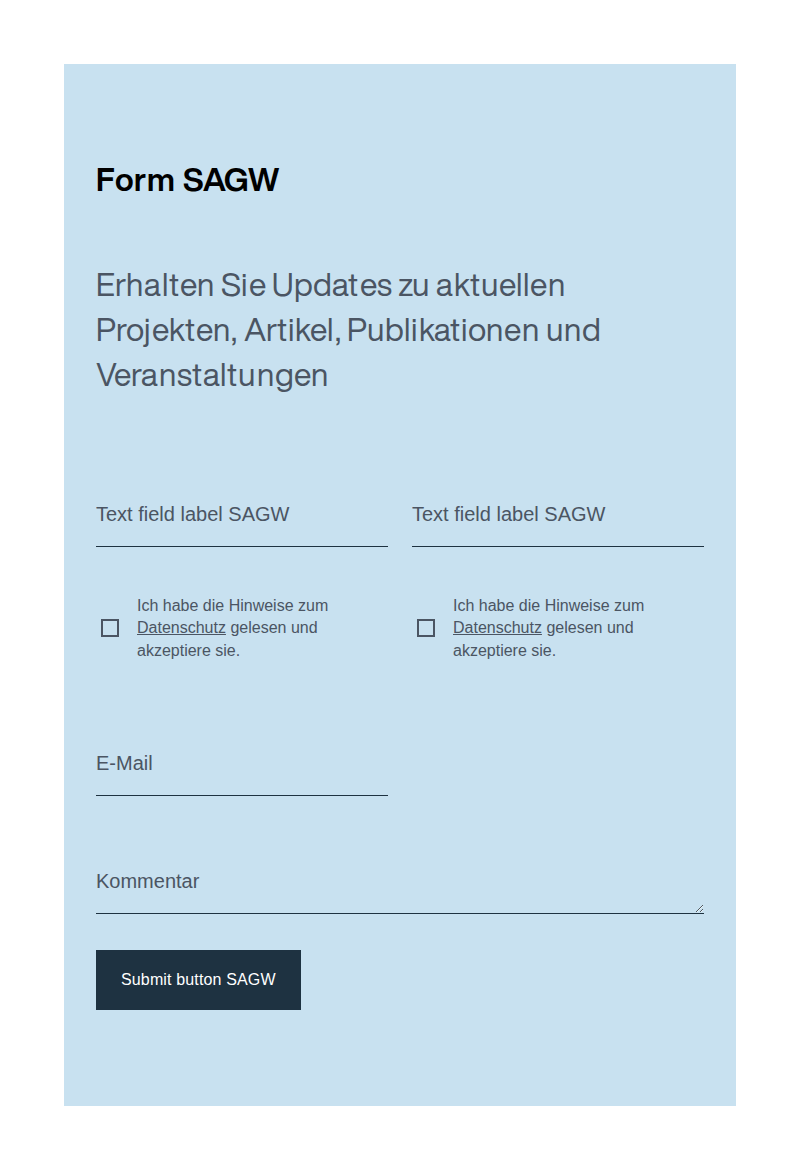 Form SAGW
Erhalten Sie Updates zu aktuellen
Projekten, Artikel, Publikationen und
Veranstaltungen
Text field label SAGW
Text field label SAGW
Ich habe die Hinweise zum
Datenschutz gelesen und
akzeptiere sie.
Ich habe die Hinweise zum
Datenschutz gelesen und
akzeptiere sie.
E-Mail
Kommentar
Submit button SAGW